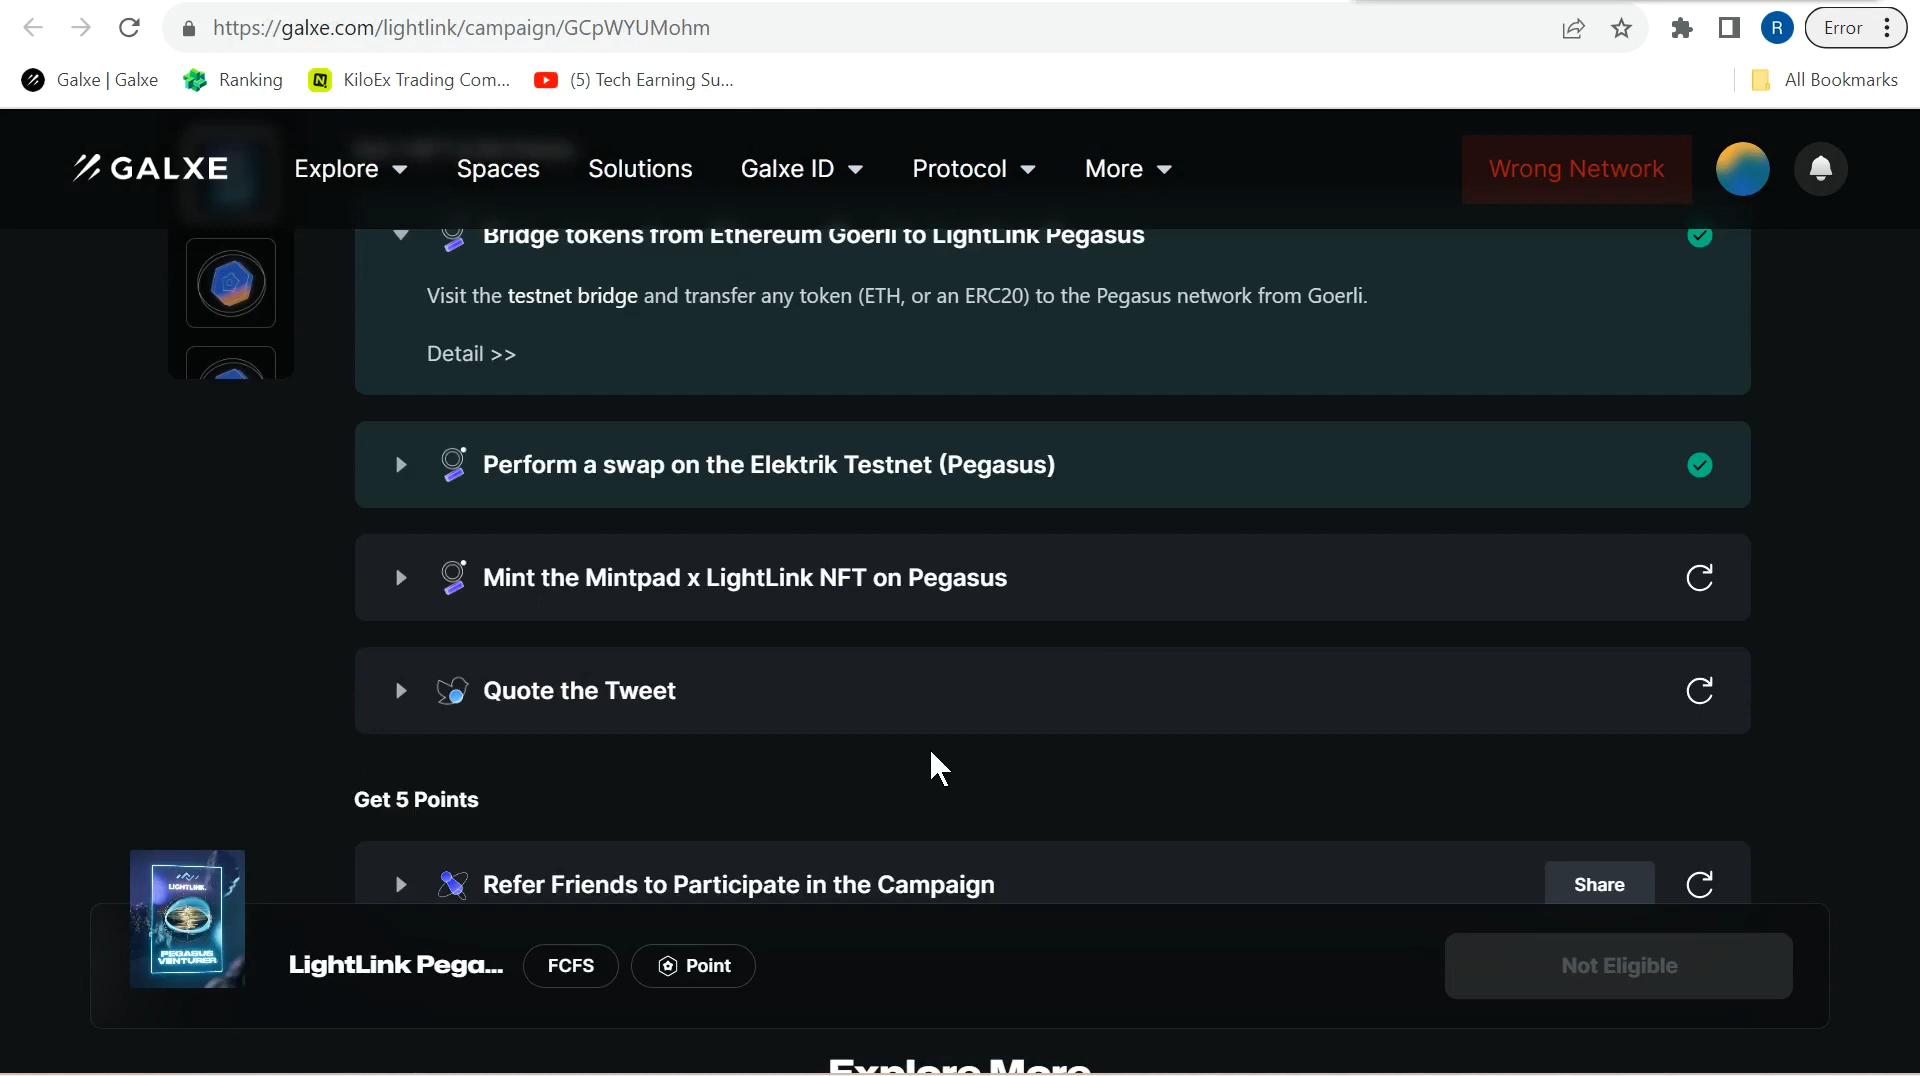 https://galxe.com/lightlink/campaign/GCpWYUMohm
R
Error
Galxe | Galxe
Ranking
KiloEx Trading Com...
(5) Tech Earning Su...
All Bookmarks
GALXE
Explore
Spaces
Solutions
Galxe ID
Protocol
More
Wrong Network
Bridge tokens from Ethereum Goerli to LightLink Pegasus
Visit the testnet bridge and transfer any token (ETH, or an ERC20) to the Pegasus network from Goerli.
Detail >>
Perform a swap on the Elektrik Testnet (Pegasus)
Mint the Mintpad x LightLink NFT on Pegasus
Quote the Tweet
Get 5 Points
Refer Friends to Participate in the Campaign
Share
LIGHTLINK.
PEGASUS
VENTURER
LightLink Pega...
FCFS
Point
Not Eligible
Explore More